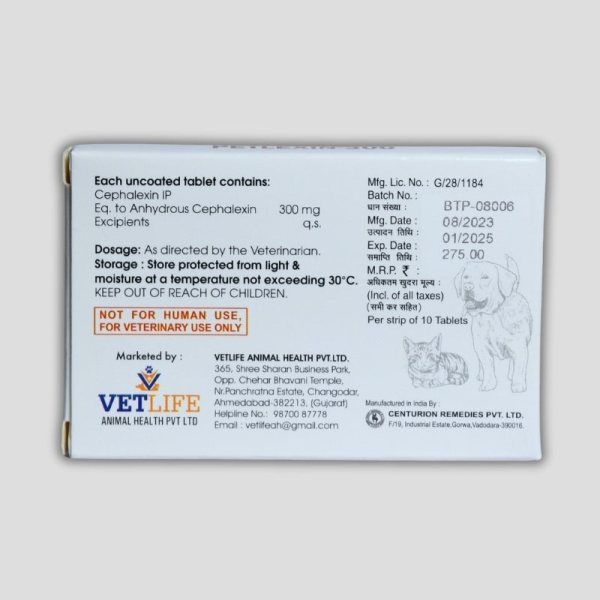 PETLEXIN-300
Each uncoated tablet contains:
Cephalexin IP
Eq. to Anhydrous Cephalexin 300 mg
Excipients q.s.
Dosage: As directed by the Veterinarian.
Storage : Store protected from light &
moisture at a temperature not exceeding 30°C.
KEEP OUT OF REACH OF CHILDREN.
NOT FOR HUMAN USE,
FOR VETERINARY USE ONLY
Marketed by :
VETLIFE
ANIMAL HEALTH PVT LTD
VETLIFE ANIMAL HEALTH PVT.LTD.
365, Shree Sharan Business Park,
Opp. Chehar Bhavani Temple,
Nr.Panchratna Estate, Changodar,
Ahmedabad-382213, (Gujarat)
Helpline No.: 98700 87778
Email : vetlifeah@gmail.com
Mfg. Lic. No. : G/28/1184
Batch No. :
धान संख्या : BTP-08006
Mfg. Date : 08/2023
उत्पादन तिथि :
Exp. Date : 01/2025
समाप्ति तिथि : 275.00
M.R.P. ₹ :
अधिकतम खुदरा मूल्य :
(Incl. of all taxes)
(सभी कर सहित)
Per strip of 10 Tablets
Manufactured in India By :
CENTURION REMEDIES PVT. LTD.
F/19, Industrial Estate,Gorwa,Vadodara-390016.